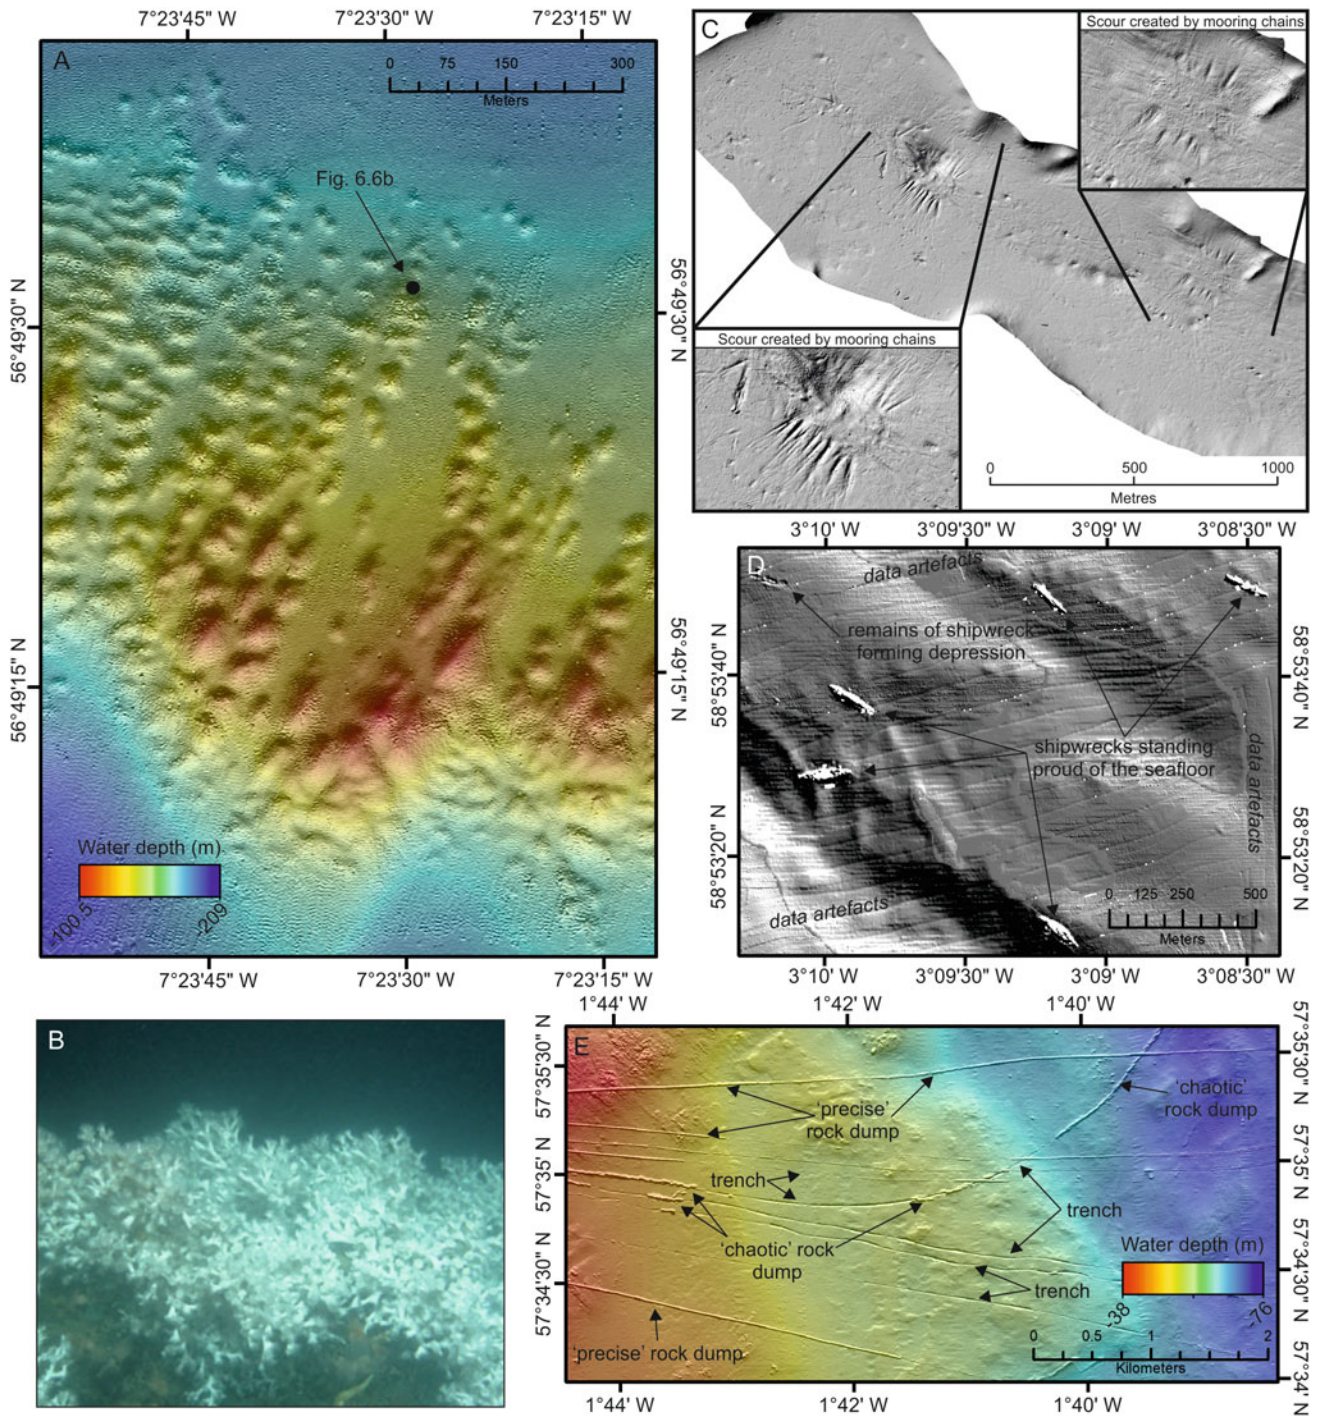 7°23'45" W
7°23'30" W
7°23'15" W
A
0 75 150 300
Meters
Fig. 6.6b
56°49'30" N
56°49'30" N
56°49'15" N
56°49'15" N
Water depth (m)
-100.5
-209
7°23'45" W
7°23'30" W
7°23'15" W
B
C
Scour created by mooring chains
Scour created by mooring chains
0 500 1000
Metres
3°10' W
3°09'30" W
3°09' W
3°08'30" W
D
data artefacts
remains of shipwreck
forming depression
58°53'40" N
58°53'40" N
shipwrecks standing
proud of the seafloor
data artefacts
58°53'20" N
58°53'20" N
data artefacts
0 125 250 500
Meters
3°10' W
3°09'30" W
3°09' W
3°08'30" W
1°44' W
1°42' W
1°40' W
E
57°35'30" N
57°35'30" N
'precise'
rock dump
'chaotic'
rock dump
57°35' N
57°35' N
trench
trench
'chaotic' rock
dump
trench
57°34'30" N
57°34'30" N
'precise' rock dump
Water depth (m)
-38
-76
0 0.5 1 2
Kilometers
57°34' N
1°44' W
1°42' W
1°40' W